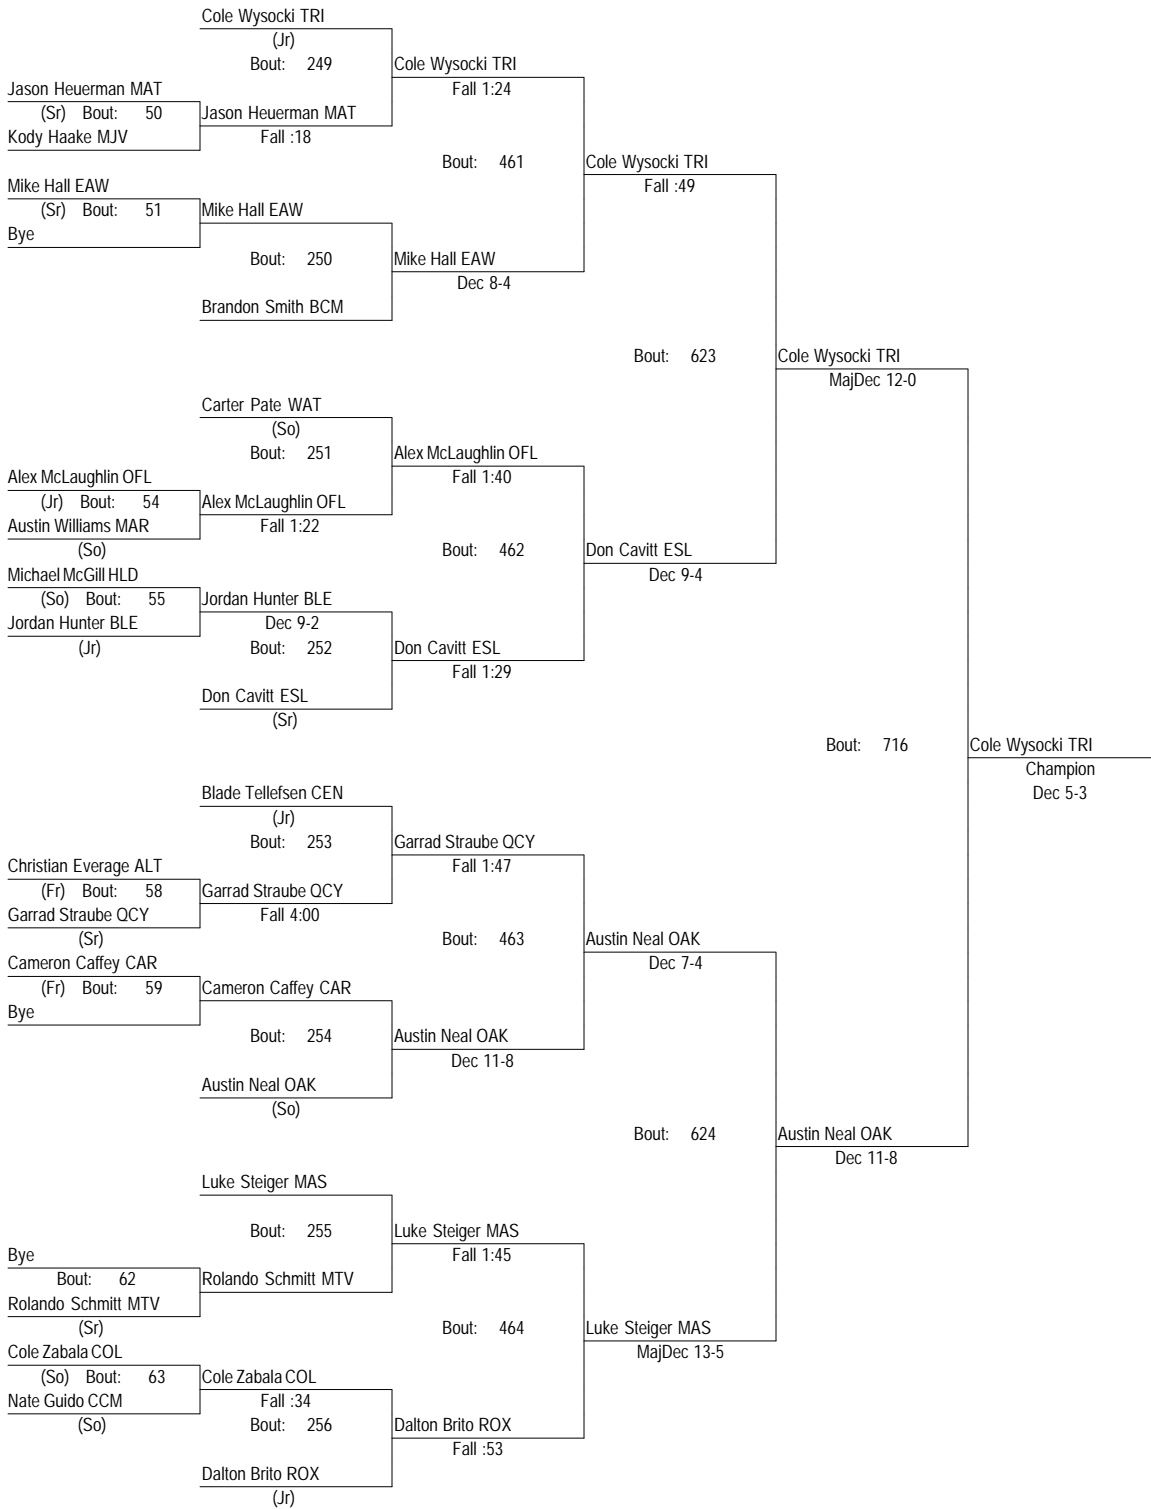 Cole Wysocki TRI
(Jr)
Bout: 249
Cole Wysocki TRI
Fall 1:24
Jason Heuerman MAT
(Sr) Bout: 50
Jason Heuerman MAT
Kody Haake MJV
Fall :18
Bout: 461
Cole Wysocki TRI
Fall :49
Mike Hall EAW
(Sr) Bout: 51
Mike Hall EAW
Bye
Bout: 250
Mike Hall EAW
Dec 8-4
Brandon Smith BCM
Bout: 623
Cole Wysocki TRI
MajDec 12-0
Carter Pate WAT
(So)
Bout: 251
Alex McLaughlin OFL
Fall 1:40
Alex McLaughlin OFL
(Jr) Bout: 54
Alex McLaughlin OFL
Austin Williams MAR
Fall 1:22
(So)
Bout: 462
Don Cavitt ESL
Dec 9-4
Michael McGill HLD
(So) Bout: 55
Jordan Hunter BLE
Jordan Hunter BLE
Dec 9-2
(Jr)
Bout: 252
Don Cavitt ESL
Fall 1:29
Don Cavitt ESL
(Sr)
Bout: 716
Cole Wysocki TRI
Champion
Dec 5-3
Blade Tellefsen CEN
(Jr)
Bout: 253
Garrad Straube QCY
Fall 1:47
Christian Everage ALT
(Fr) Bout: 58
Garrad Straube QCY
Garrad Straube QCY
Fall 4:00
(Sr)
Bout: 463
Austin Neal OAK
Dec 7-4
Cameron Caffey CAR
(Fr) Bout: 59
Cameron Caffey CAR
Bye
Bout: 254
Austin Neal OAK
Dec 11-8
Austin Neal OAK
(So)
Bout: 624
Austin Neal OAK
Dec 11-8
Luke Steiger MAS
Bout: 255
Luke Steiger MAS
Fall 1:45
Bye
Bout: 62
Rolando Schmitt MTV
Rolando Schmitt MTV
(Sr)
Bout: 464
Luke Steiger MAS
MajDec 13-5
Cole Zabala COL
(So) Bout: 63
Cole Zabala COL
Nate Guido CCM
Fall :34
(So)
Bout: 256
Dalton Brito ROX
Fall :53
Dalton Brito ROX
(Jr)